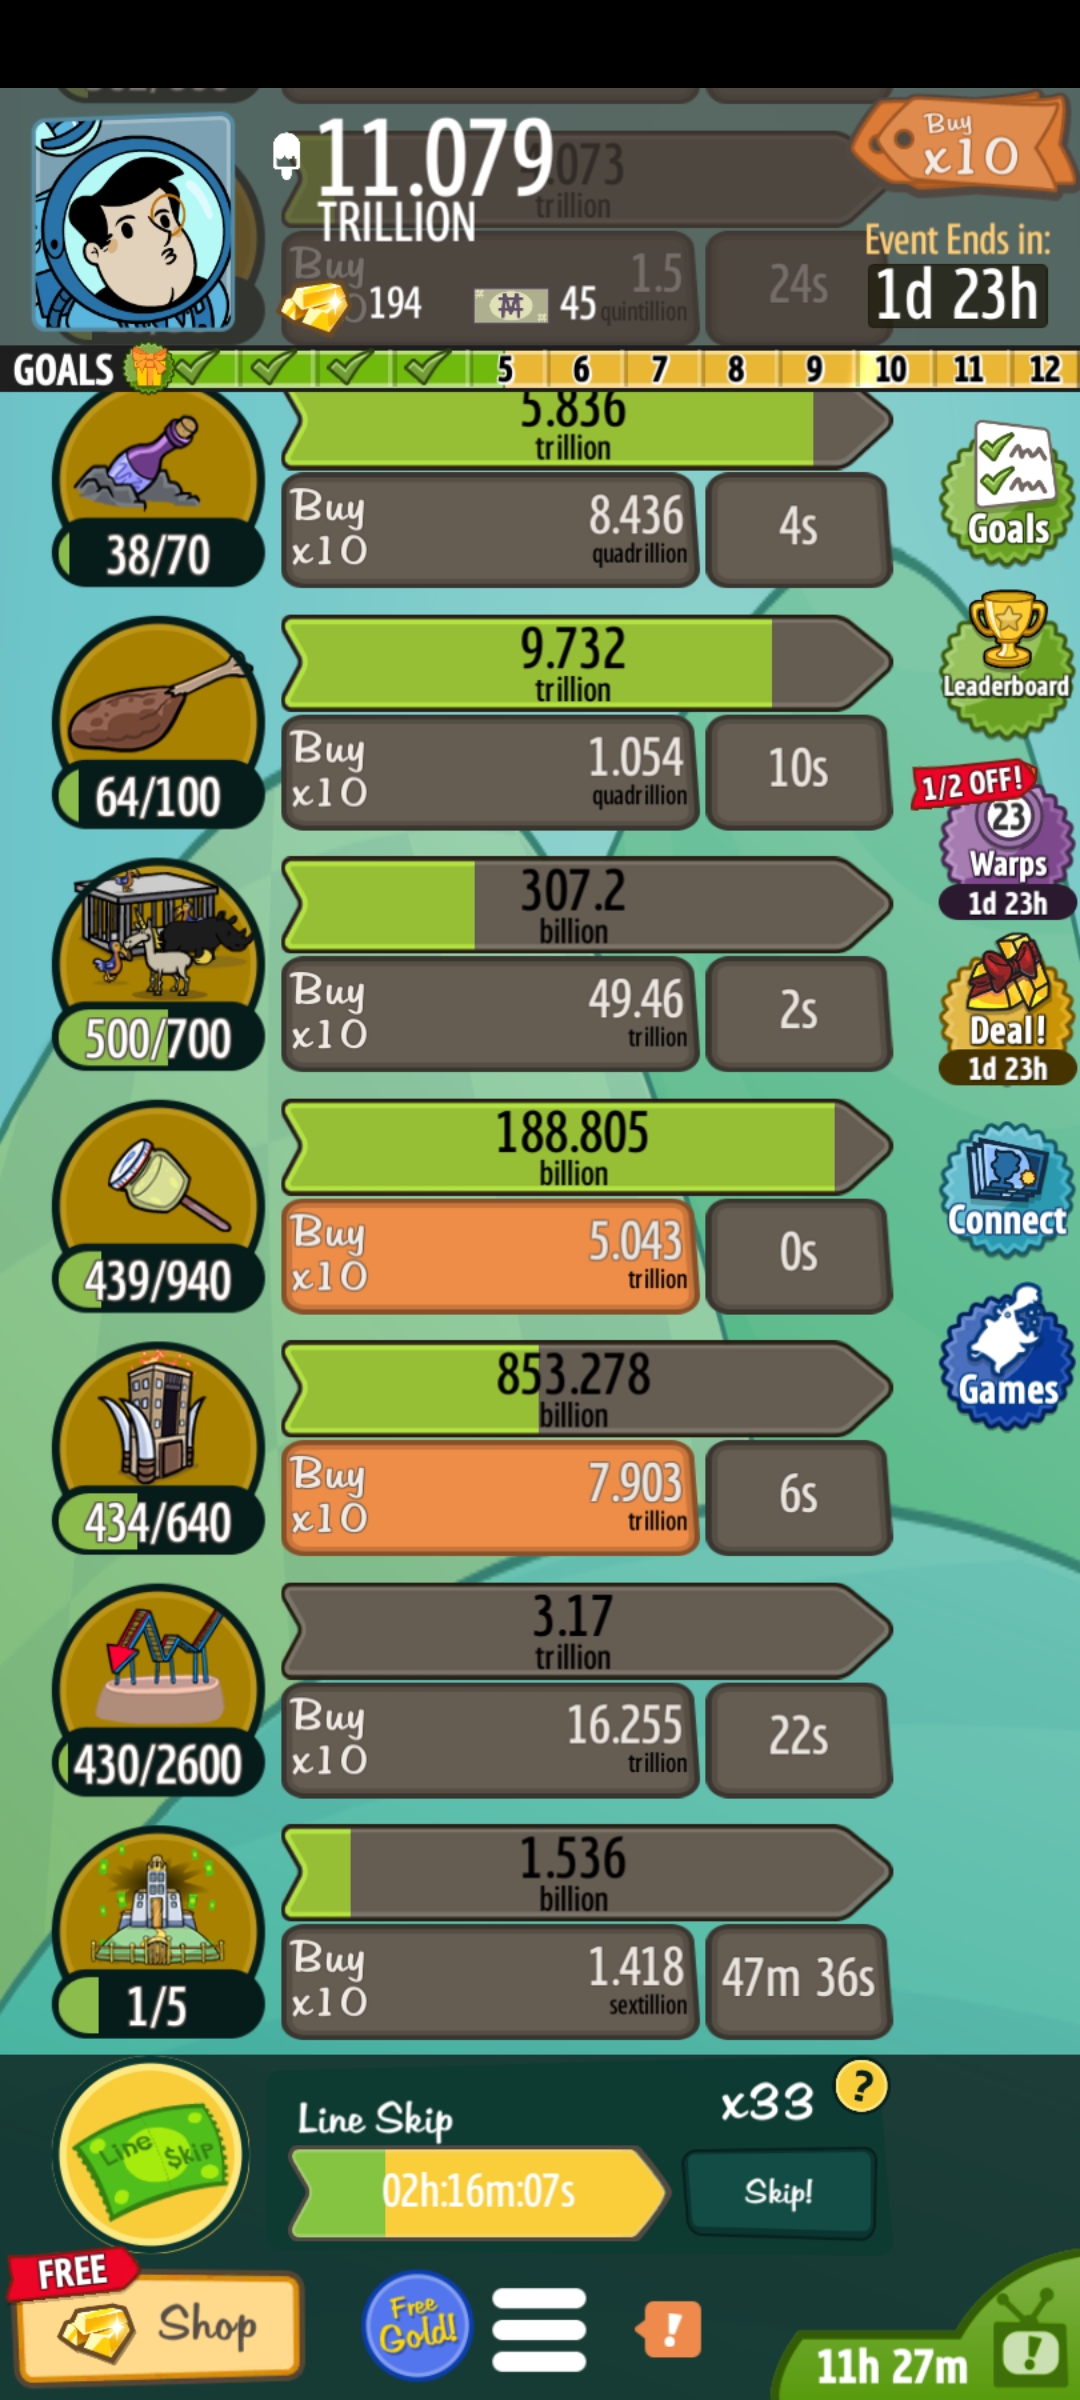 11.079
TRILLION
Buy
x10
trillion
Buy
1.5
quintillion
24s
194
45
Event Ends in:
1d 23h
GOALS
5
6
7
8
9
10
11
12
5.836
trillion
38/70
Buy
x10
8.436
quadrillion
4s
Goals
9.732
trillion
64/100
Buy
x10
1.054
quadrillion
10s
Leaderboard
1/2 OFF!
23
Warps
1d 23h
307.2
billion
500/700
Buy
x10
49.46
trillion
2s
Deal!
1d 23h
188.805
billion
439/940
Buy
x10
5.043
trillion
0s
Connect
853.278
billion
434/640
Buy
x10
7.903
trillion
6s
Games
3.17
trillion
430/2600
Buy
x10
16.255
trillion
22s
1.536
billion
1/5
Buy
x10
1.418
sextillion
47m 36s
Line $kip
Line Skip
x33
?
02h:16m:07s
Skip!
FREE
Shop
Free
Gold!
!
11h 27m
!